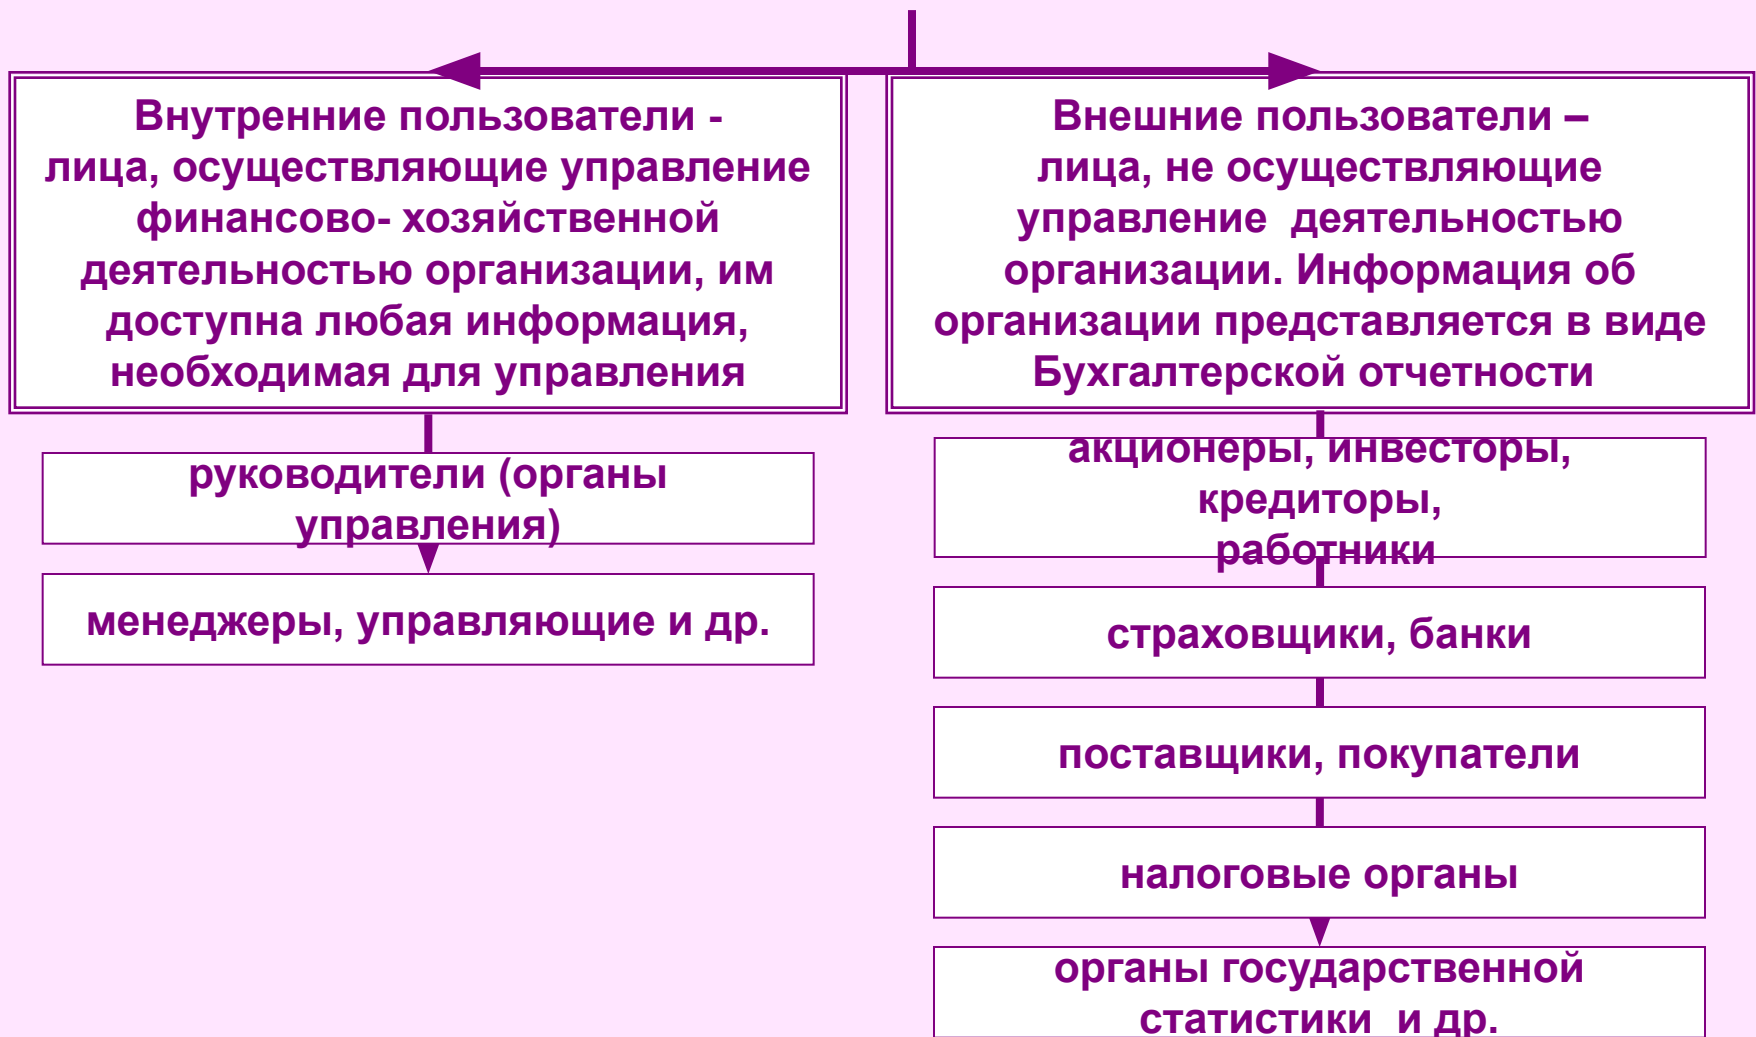 Внутренние пользователи -
лица, осуществляющие управление
финансово- хозяйственной
деятельностью организации, им
доступна любая информация,
необходимая для управления
руководители (органы
управления)
менеджеры, управляющие и др.
Внешние пользователи –
лица, не осуществляющие
управление  деятельностью
организации. Информация об
организации представляется в виде
Бухгалтерской отчетности
акционеры, инвесторы,
кредиторы,
работники
страховщики, банки
поставщики, покупатели
налоговые органы
органы государственной
статистики  и др.